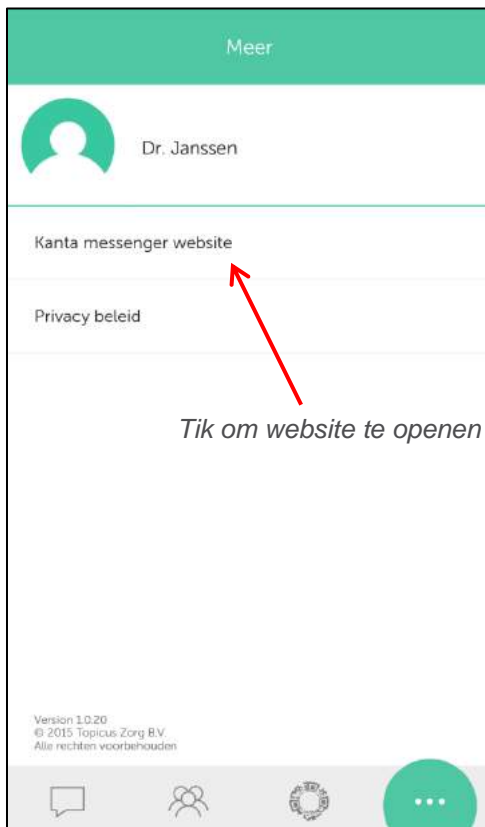 Meer
Dr. Janssen
Kanta messenger website
Privacy beleid
Tik om website te openen
Version 1.0.20
© 2015 Topicus Zorg B.V.
Alle rechten voorbehouden